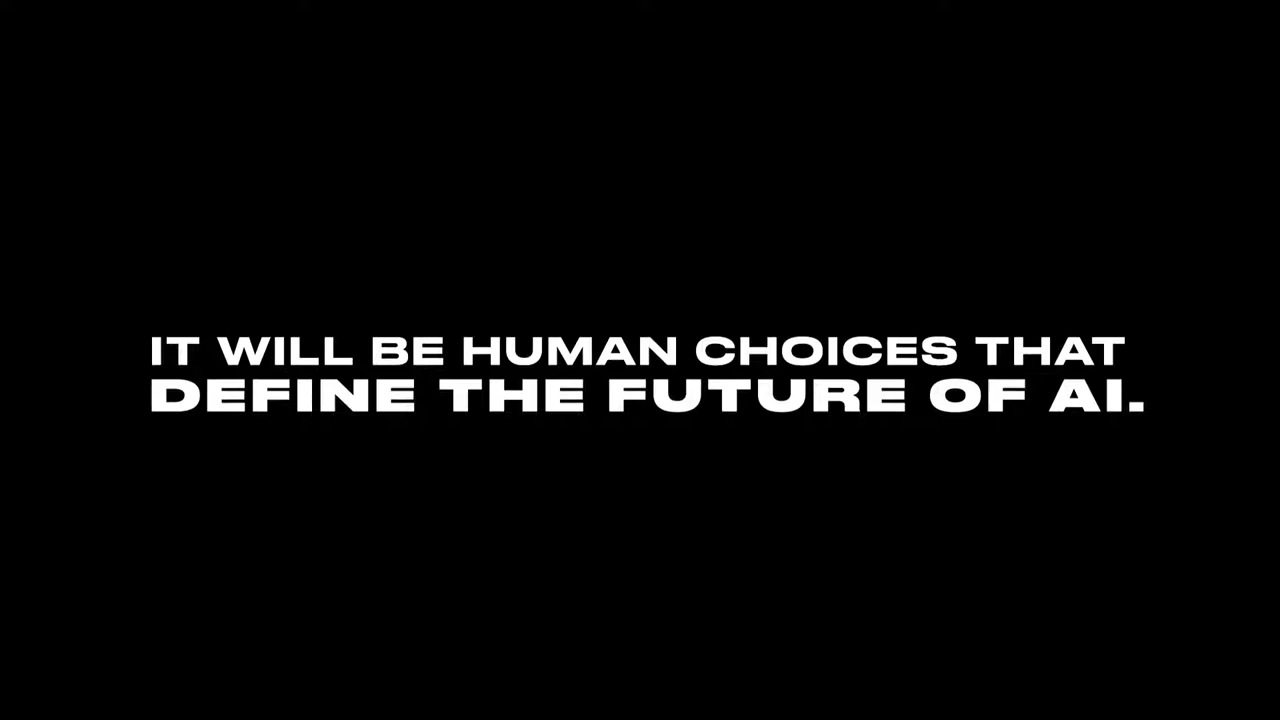 IT WILL BE HUMAN CHOICES THAT
DEFINE THE FUTURE OF AI.